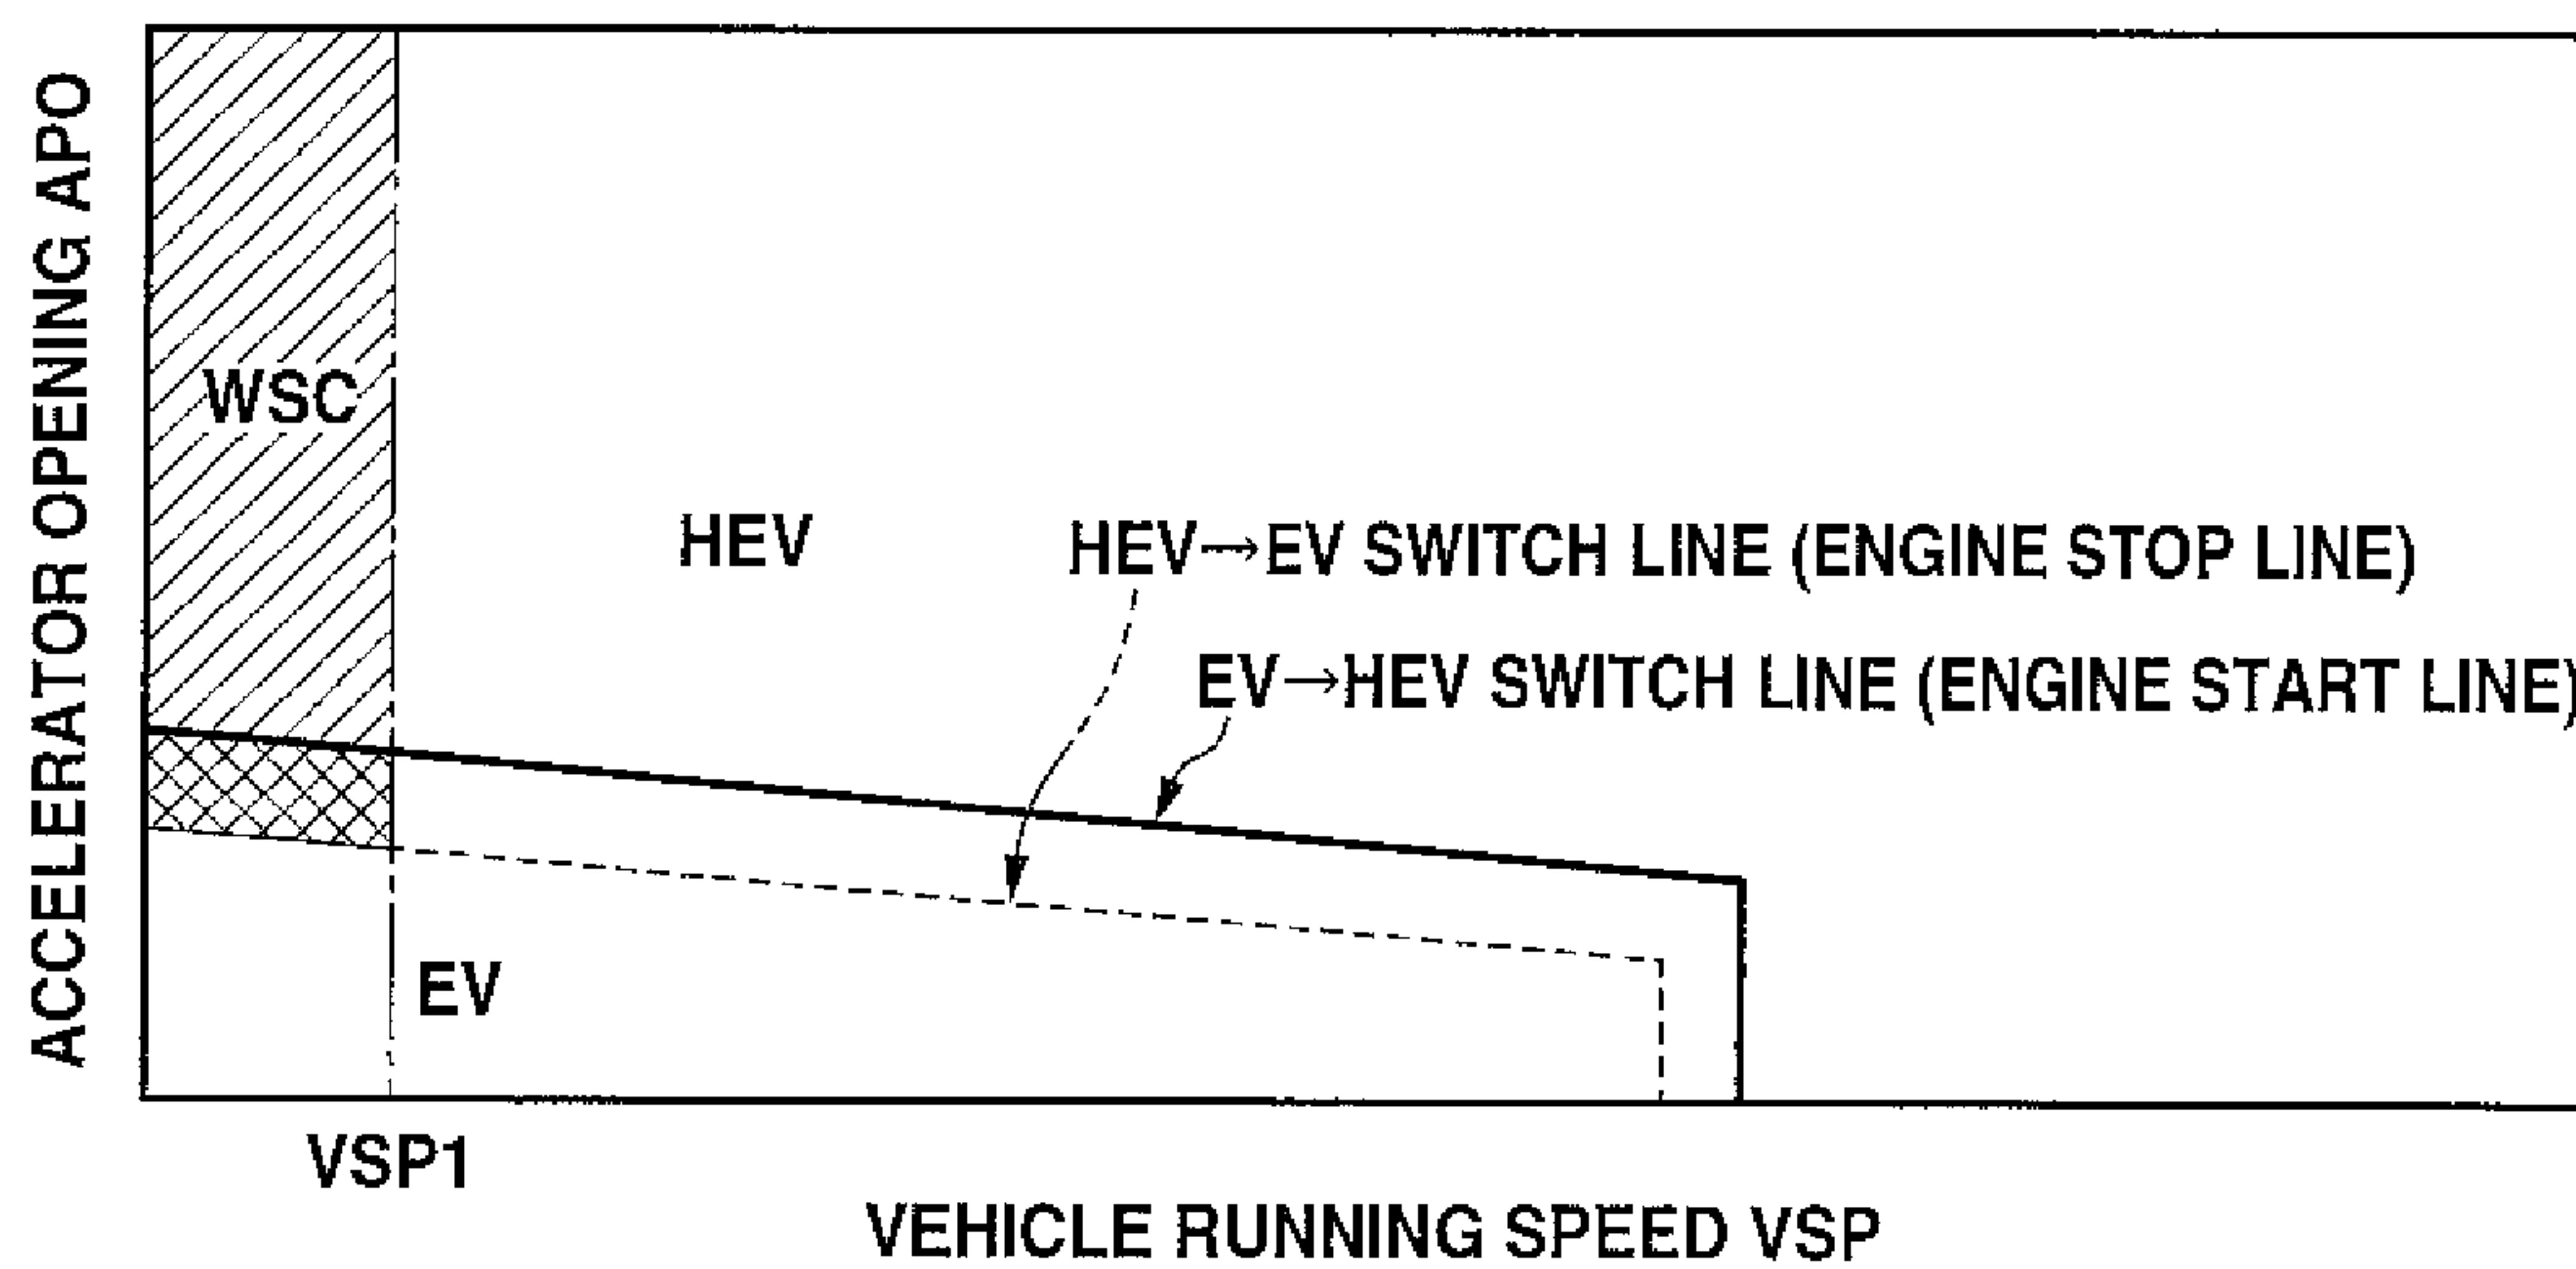 ACCELERATOR OPENING APO
WSC
HEV
HEV→EV SWITCH LINE (ENGINE STOP LINE)
EV→HEV SWITCH LINE (ENGINE START LINE)
EV
VSP1
VEHICLE RUNNING SPEED VSP